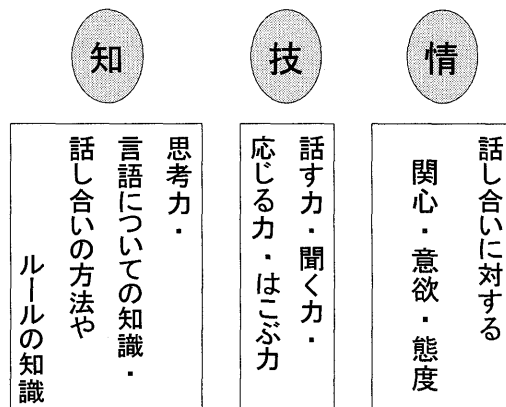 情
話し合いに対する
関心・意欲・態度
技
話す力・聞く力・
応じる力・はこぶ力
知
思考力・
言語についての知識・
話し合いの方法や
ルールの知識